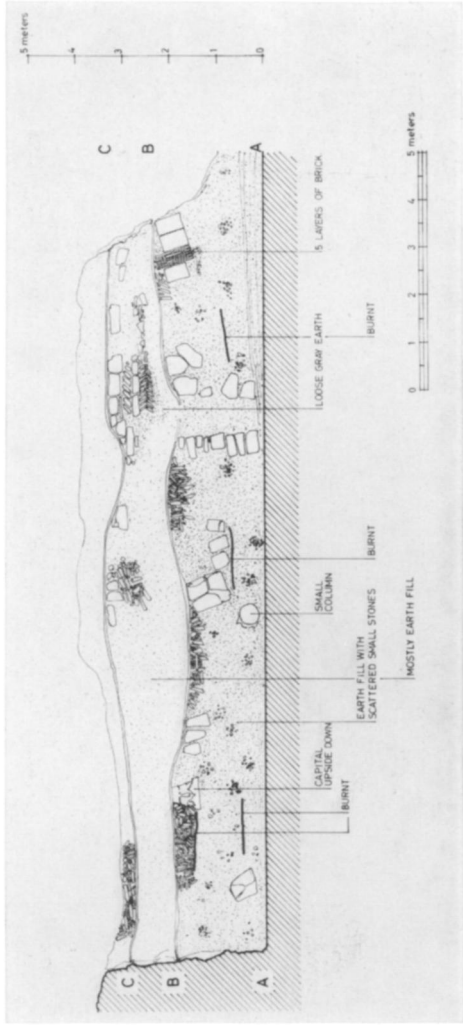 5 meters
4
3
2
1
0
C
B
A
C
B
A
CAPITAL
UPSIDE DOWN
BURNT
EARTH FILL WITH
SCATTERED SMALL STONES
SMALL
COLUMN
MOSTLY EARTH FILL
BURNT
LOOSE GRAY EARTH
BURNT
5 LAYERS OF BRICK
0 1 2 3 4 5 meters